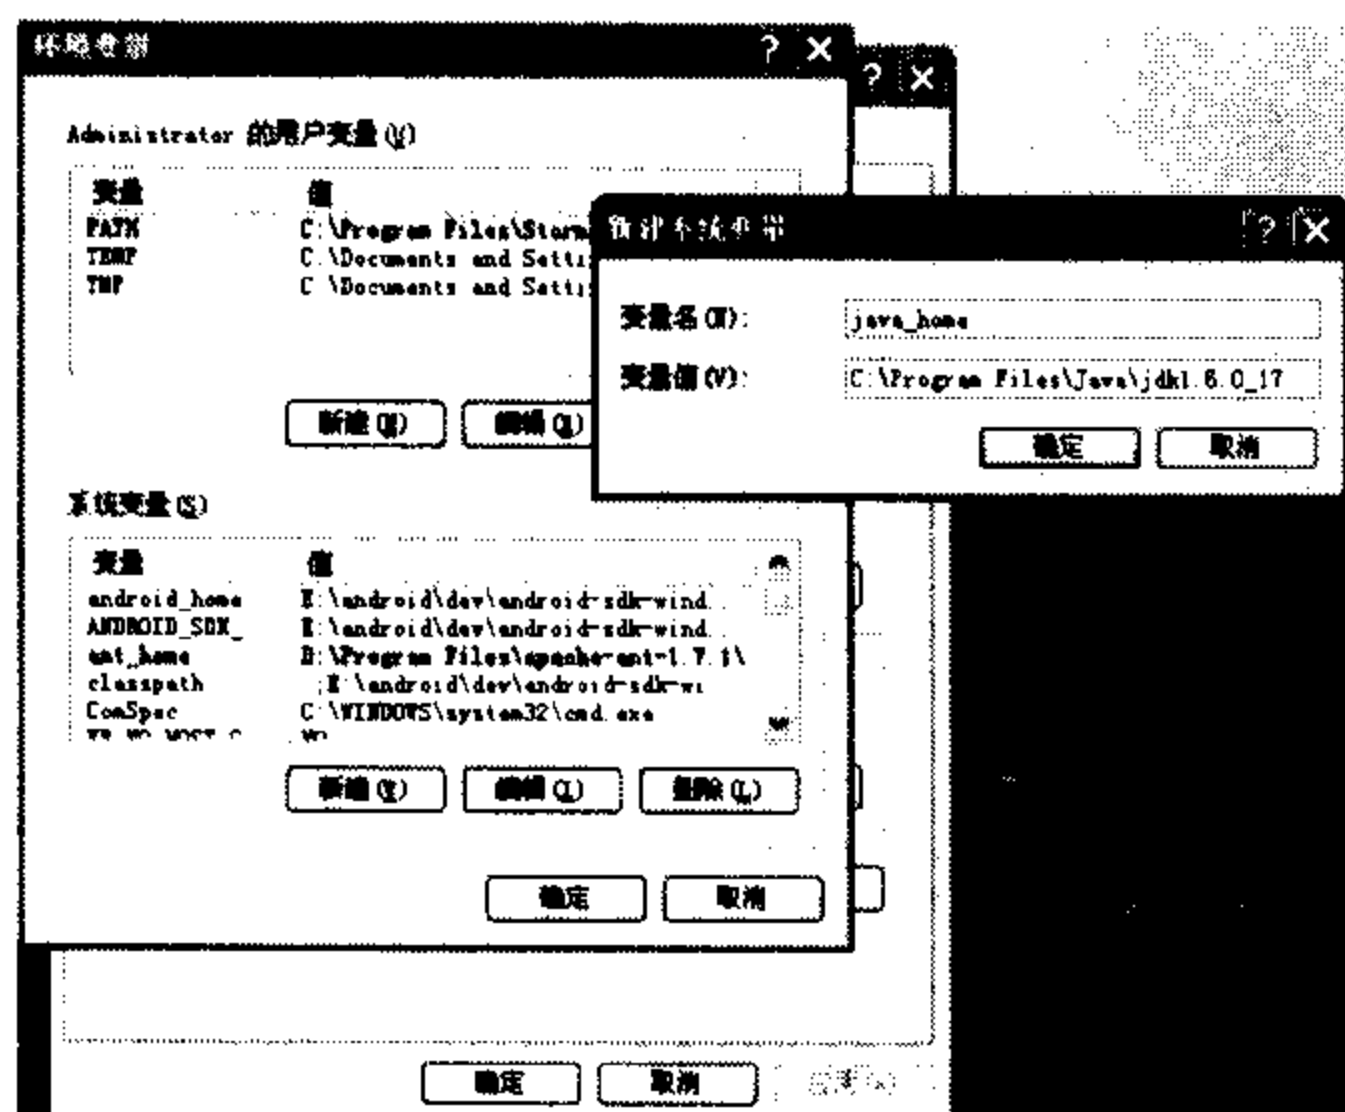 环境变量
Administrator 的用户变量(U)
变量 值
PATH C:\Program Files\Storm
TEMP C:\Documents and Setti
TMP C:\Documents and Setti
新建(N) 编辑(E)
新建系统变量
变量名(N): java_home
变量值(V): C:\Program Files\Java\jdk1.6.0_17
确定 取消
系统变量(S)
变量 值
android_home E:\android\dev\android-sdk-wind..
ANDROID_SDK_ E:\android\dev\android-sdk-wind..
ant_home D:\Program Files\apache-ant-1.7.1\
classpath .;E:\android\dev\android-sdk-wi
ComSpec C:\WINDOWS\system32\cmd.exe
新建(W) 编辑(I) 删除(L)
确定 取消
确定 取消 应用(A)